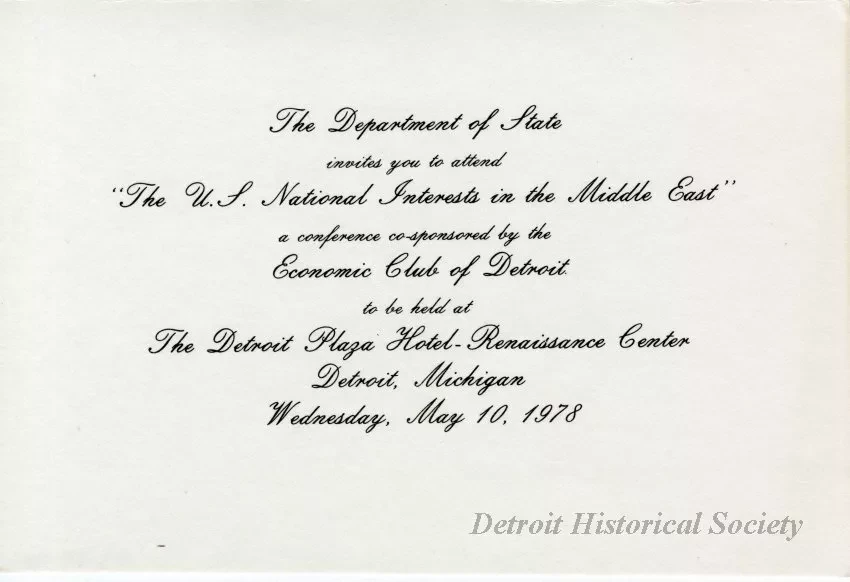 The Department of State
invites you to attend
"The U.S. National Interests in the Middle East"
a conference co-sponsored by the
Economic Club of Detroit
to be held at
The Detroit Plaza Hotel-Renaissance Center
Detroit, Michigan
Wednesday, May 10, 1978
Detroit Historical Society